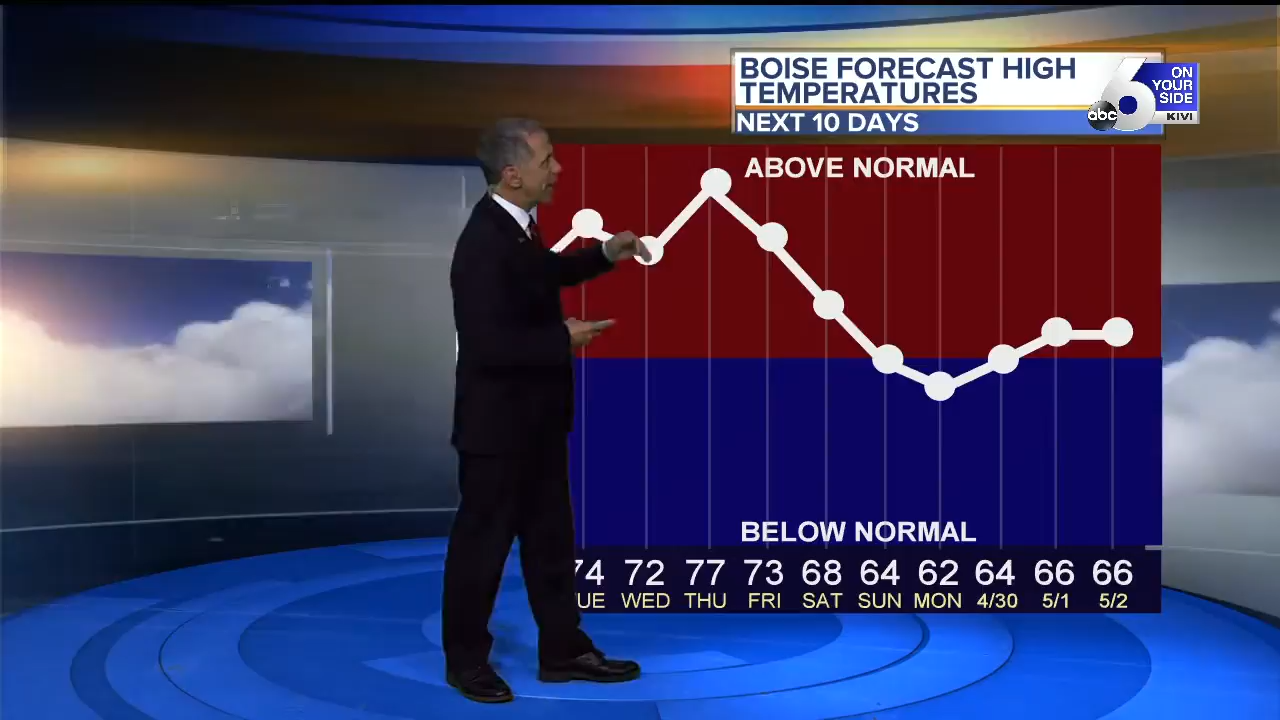 BOISE FORECAST HIGH
TEMPERATURES
NEXT 10 DAYS
abc 6 ON
YOUR
SIDE
KIVI
ABOVE NORMAL
BELOW NORMAL
74 72 77 73 68 64 62 64 66 66
UE WED THU FRI SAT SUN MON 4/30 5/1 5/2